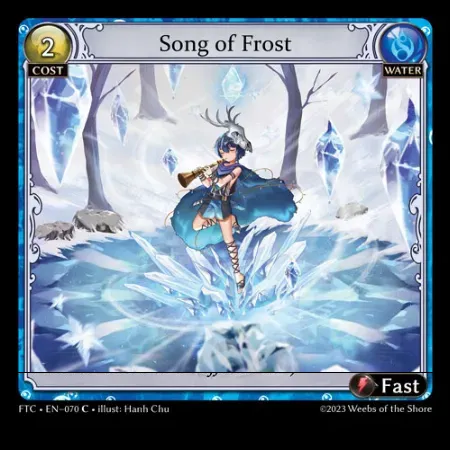 2
Song of Frost
COST
WATER
Fast
FTC • EN-070 C • illust: Hanh Chu
©2023 Weebs of the Shore